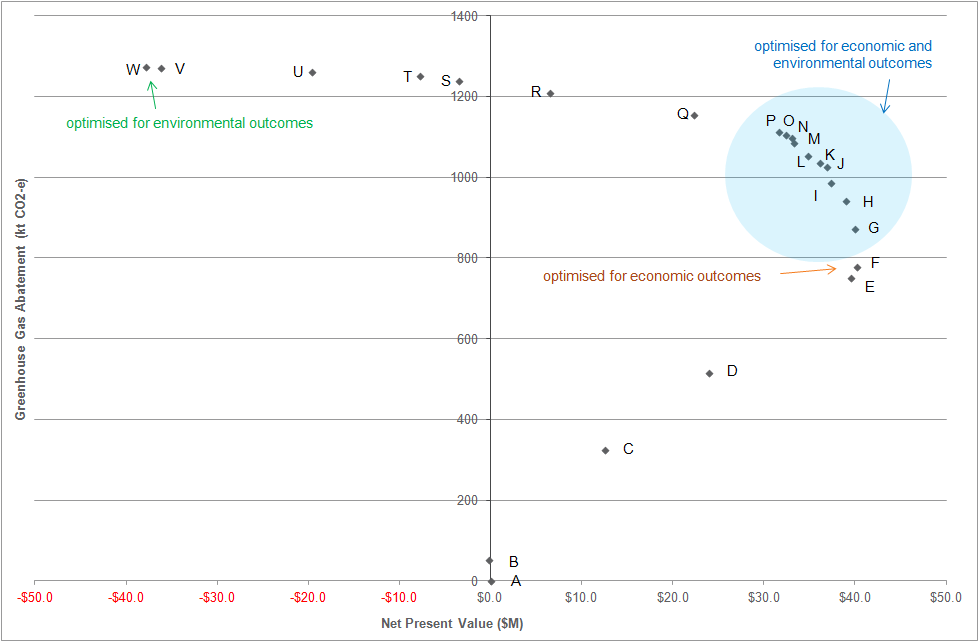 1400
optimised for economic and
environmental outcomes
W
V
U
T
S
optimised for environmental outcomes
1200
R
Q
P
O
N
M
L
K
J
1000
I
H
G
800
F
optimised for economic outcomes
E
Greenhouse Gas Abatement (kt CO2-e)
600
D
400
C
200
B
0
A
-$50.0 -$40.0 -$30.0 -$20.0 -$10.0 $0.0 $10.0 $20.0 $30.0 $40.0 $50.0
Net Present Value ($M)